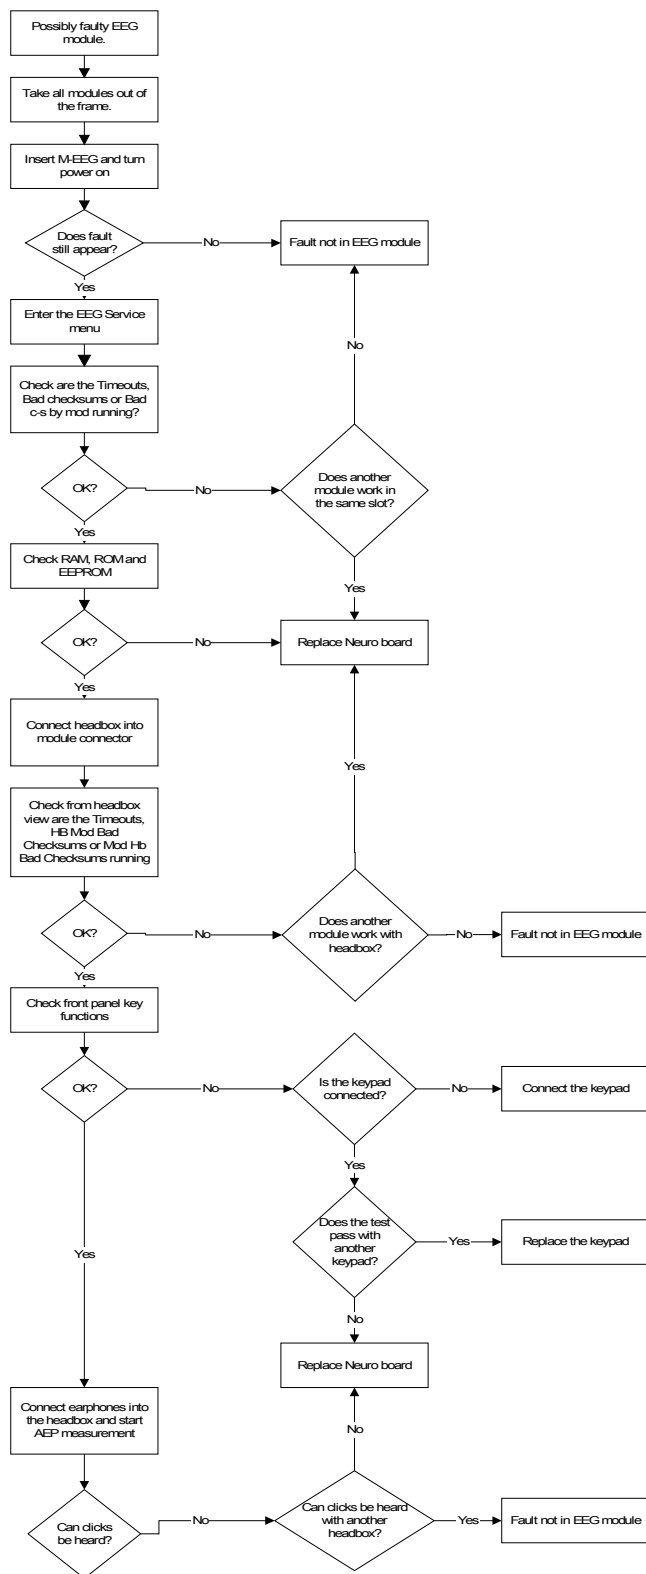 Possibly faulty EEG
module.
Take all modules out of
the frame.
Insert M-EEG and turn
power on
Does fault
still appear?
No
Fault not in EEG module
Yes
Enter the EEG Service
menu
No
Check are the Timeouts,
Bad checksums or Bad
c-s by mod running?
OK?
No
Does another
module work in
the same slot?
Yes
Check RAM, ROM and
EEPROM
Yes
OK?
No
Replace Neuro board
Yes
Connect headbox into
module connector
Yes
Check from headbox
view are the Timeouts,
HB Mod Bad
Checksums or Mod Hb
Bad Checksums running
OK?
No
Does another
module work with
headbox?
No
Fault not in EEG module
Yes
Check front panel key
functions
OK?
No
Is the keypad
connected?
No
Connect the keypad
Yes
Does the test
pass with
another
keypad?
Yes
Replace the keypad
Yes
No
Replace Neuro board
Connect earphones into
the headbox and start
AEP measurement
No
Can clicks
be heard?
No
Can clicks be heard
with another
headbox?
Yes
Fault not in EEG module